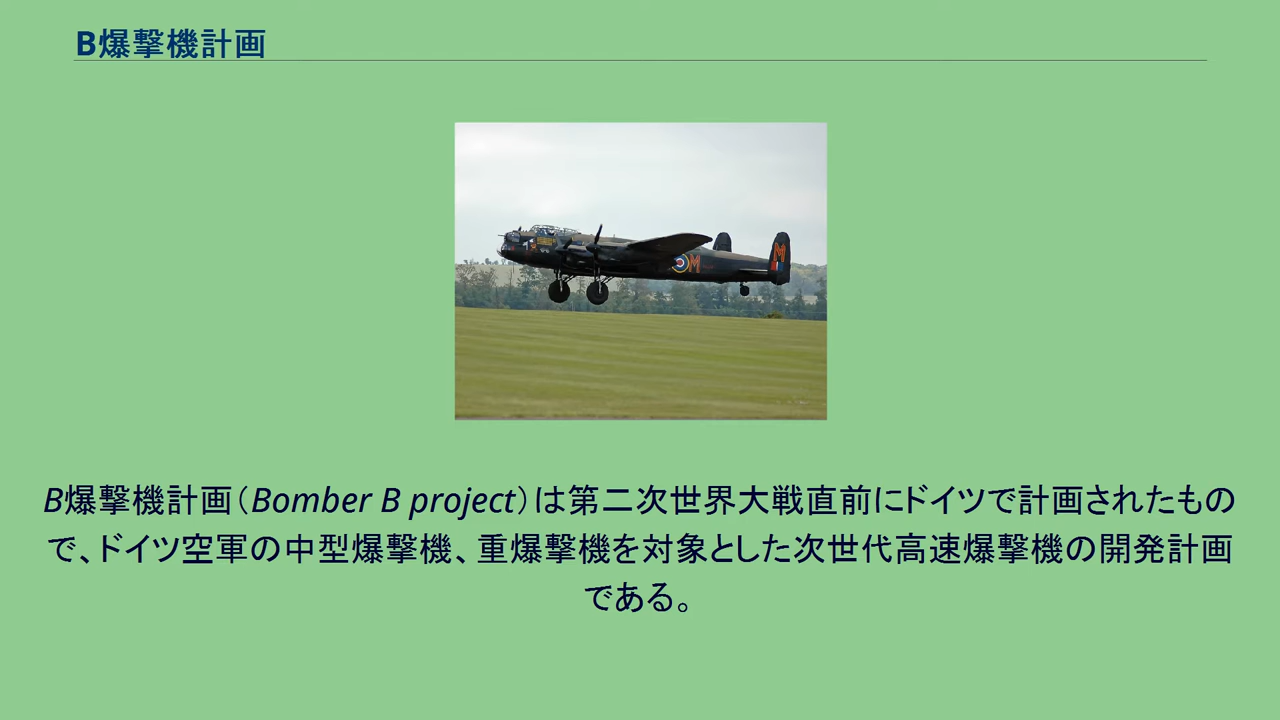 B爆撃機計画
M
M
B爆撃機計画（Bomber B project）は第二次世界大戦直前にドイツで計画されたもの
で、ドイツ空軍の中型爆撃機、重爆撃機を対象とした次世代高速爆撃機の開発計画
である。